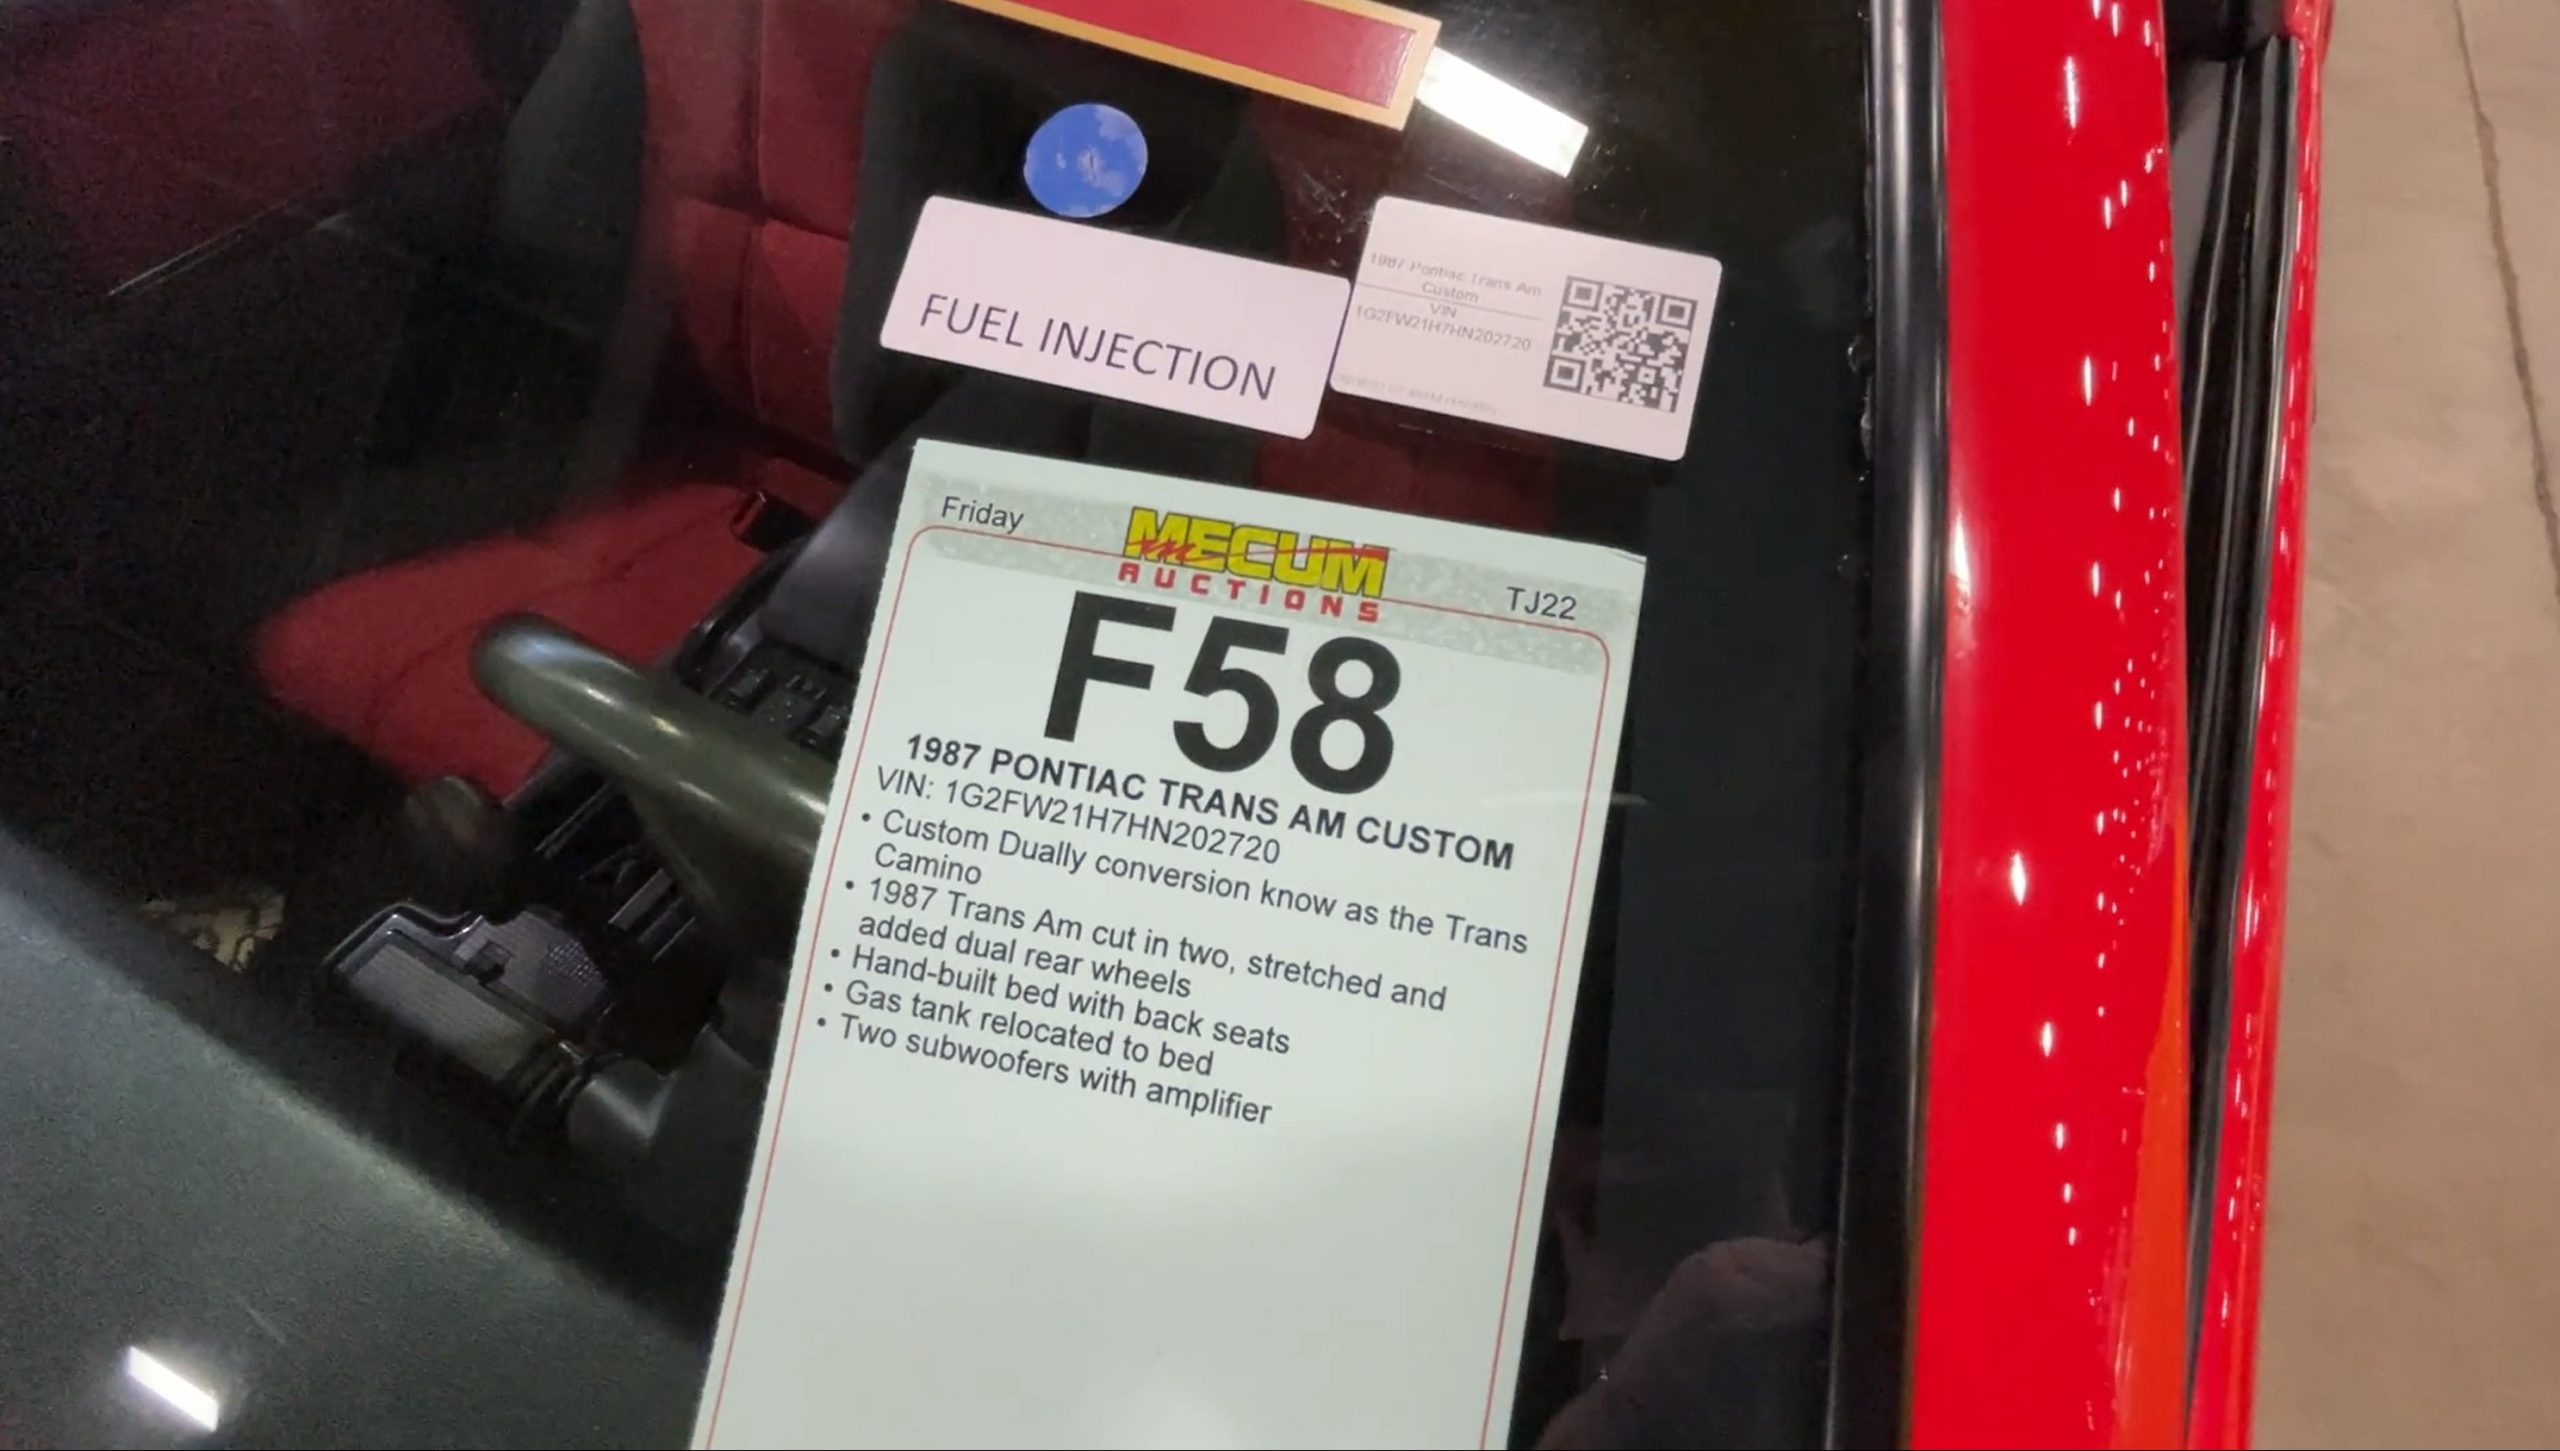 FUEL INJECTION
1987 Pontiac Trans Am
Custom
VIN
1G2FW21H7HN202720
Friday
MECUM
AUCTIONS
TJ22
F58
1987 PONTIAC TRANS AM CUSTOM
VIN: 1G2FW21H7HN202720
• Custom Dually conversion know as the Trans
Camino
• 1987 Trans Am cut in two, stretched and
added dual rear wheels
• Hand-built bed with back seats
• Gas tank relocated to bed
• Two subwoofers with amplifier